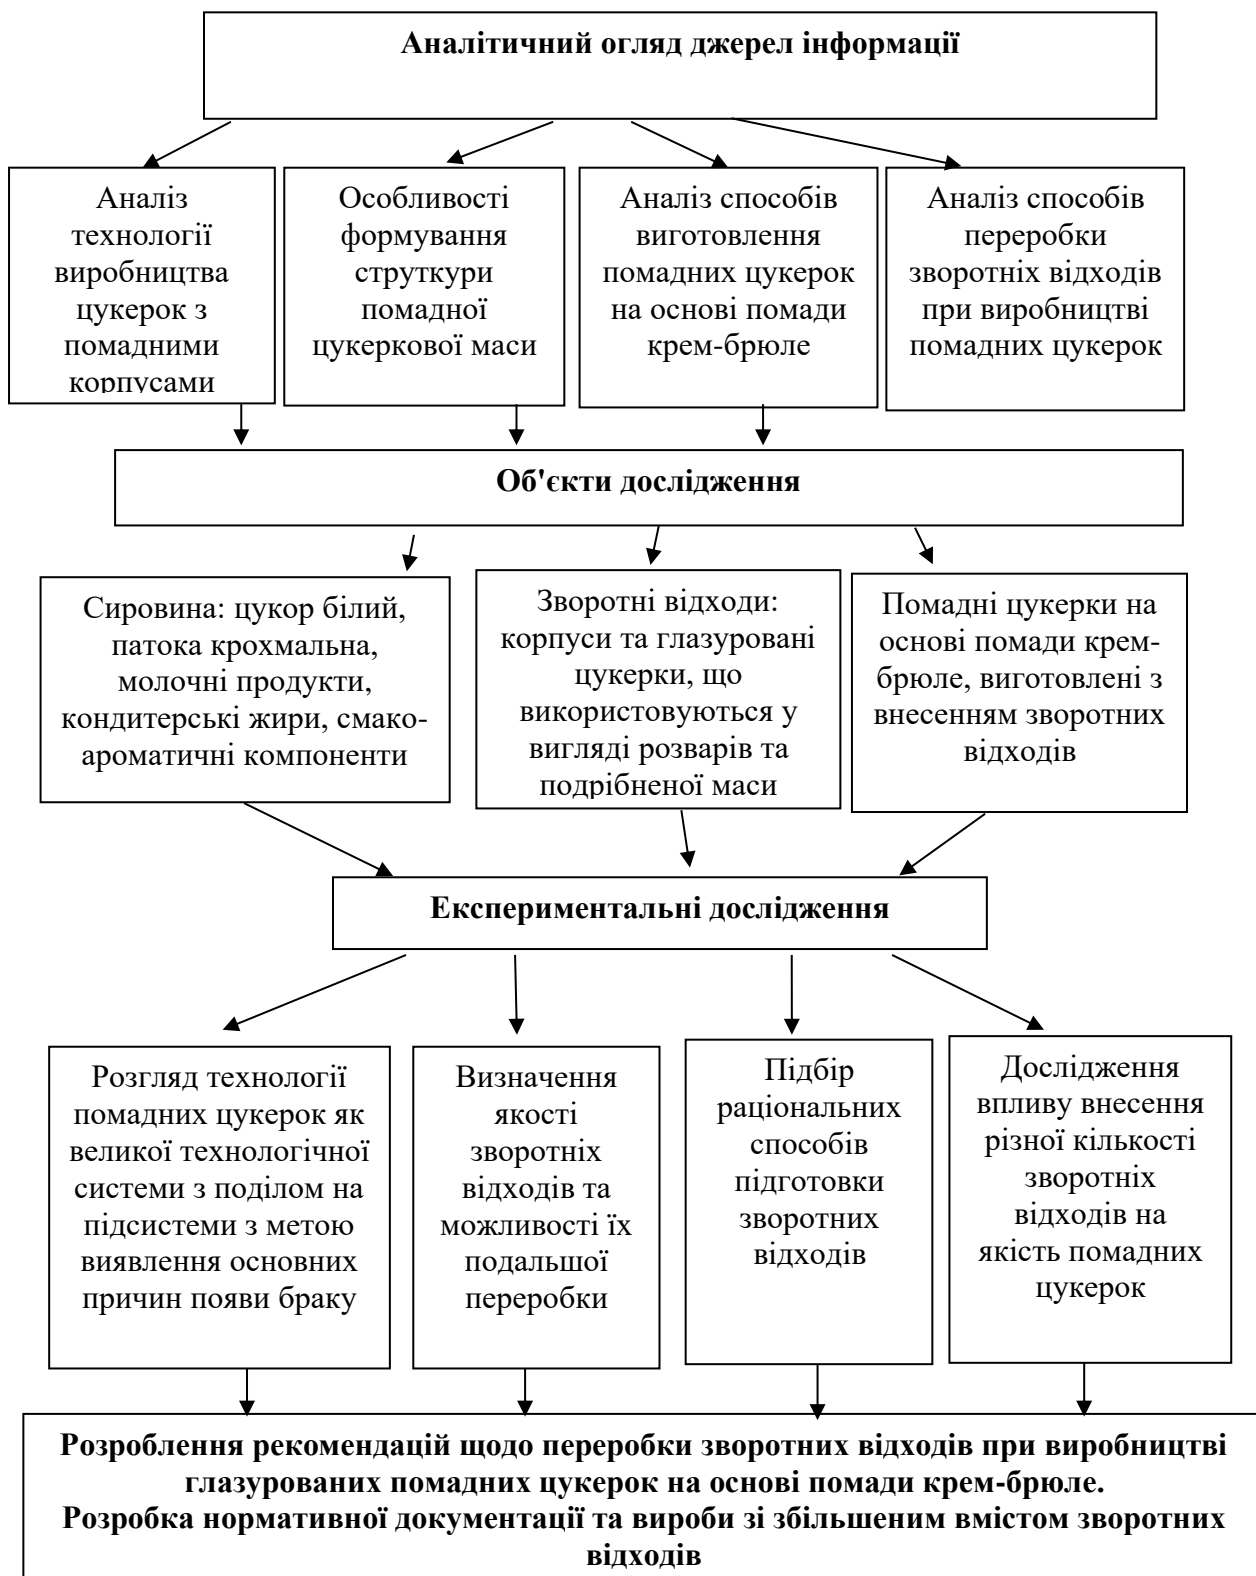 Аналітичний огляд джерел інформації
Аналіз
технології
виробництва
цукерок з
помадними
корпусами
Особливості
формування
струткури
помадної
цукеркової маси
Аналіз способів
виготовлення
помадних цукерок
на основі помади
крем-брюле
Аналіз способів
переробки
зворотніх відходів
при виробництві
помадних цукерок
Об'єкти дослідження
Сировина: цукор білий,
патока крохмальна,
молочні продукти,
кондитерські жири, смако-
ароматичні компоненти
Зворотні відходи:
корпуси та глазуровані
цукерки, що
використовуються у
вигляді розварів та
подрібненої маси
Помадні цукерки на
основі помади крем-
брюле, виготовлені з
внесенням зворотних
відходів
Експериментальні дослідження
Розгляд технології
помадних цукерок як
великої технологічної
системи з поділом на
підсистеми з метою
виявлення основних
причин появи браку
Визначення
якості
зворотніх
відходів та
можливості їх
подальшої
переробки
Підбір
раціональних
способів
підготовки
зворотних
відходів
Дослідження
впливу внесення
різної кількості
зворотніх
відходів на
якість помадних
цукерок
Розроблення рекомендацій щодо переробки зворотних відходів при виробництві
глазурованих помадних цукерок на основі помади крем-брюле.
Розробка нормативної документації та вироби зі збільшеним вмістом зворотних
відходів